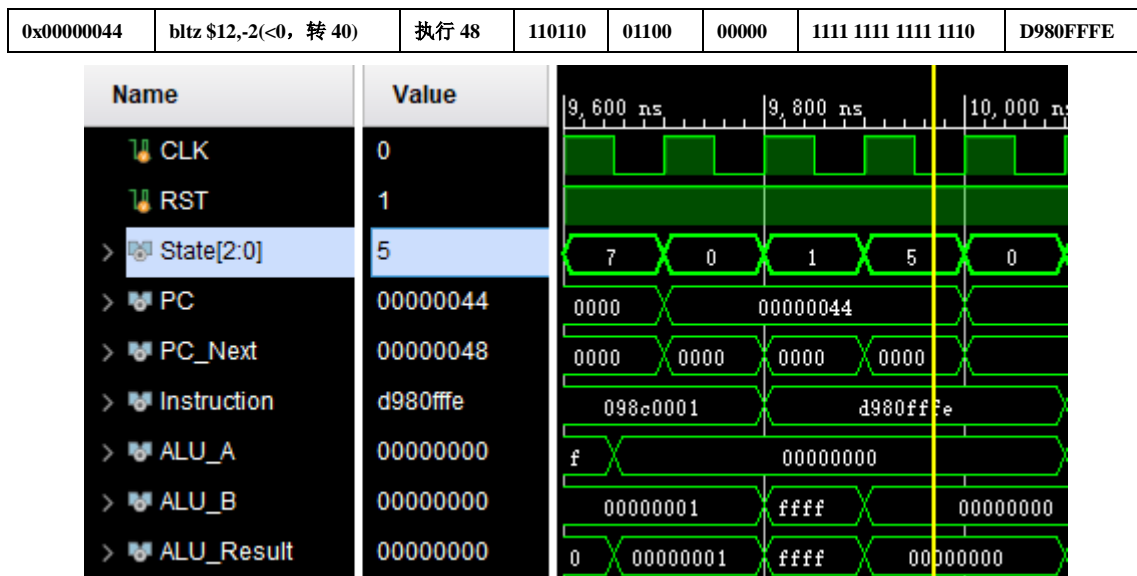 0x00000044 bltz $12,-2(<0，转 40) 执行 48 110110 01100 00000 1111 1111 1111 1110 D980FFFE
Name Value 9,600 ns 9,800 ns 10,000 n
CLK 0
RST 1
State[2:0] 5 7 0 1 5 0
PC 00000044 0000 00000044
PC_Next 00000048 0000 0000 0000 0000
Instruction d980fffe 098c0001 d980fffe
ALU_A 00000000 f 00000000
ALU_B 00000000 00000001 ffff 00000000
ALU_Result 00000000 0 00000001 ffff 00000000